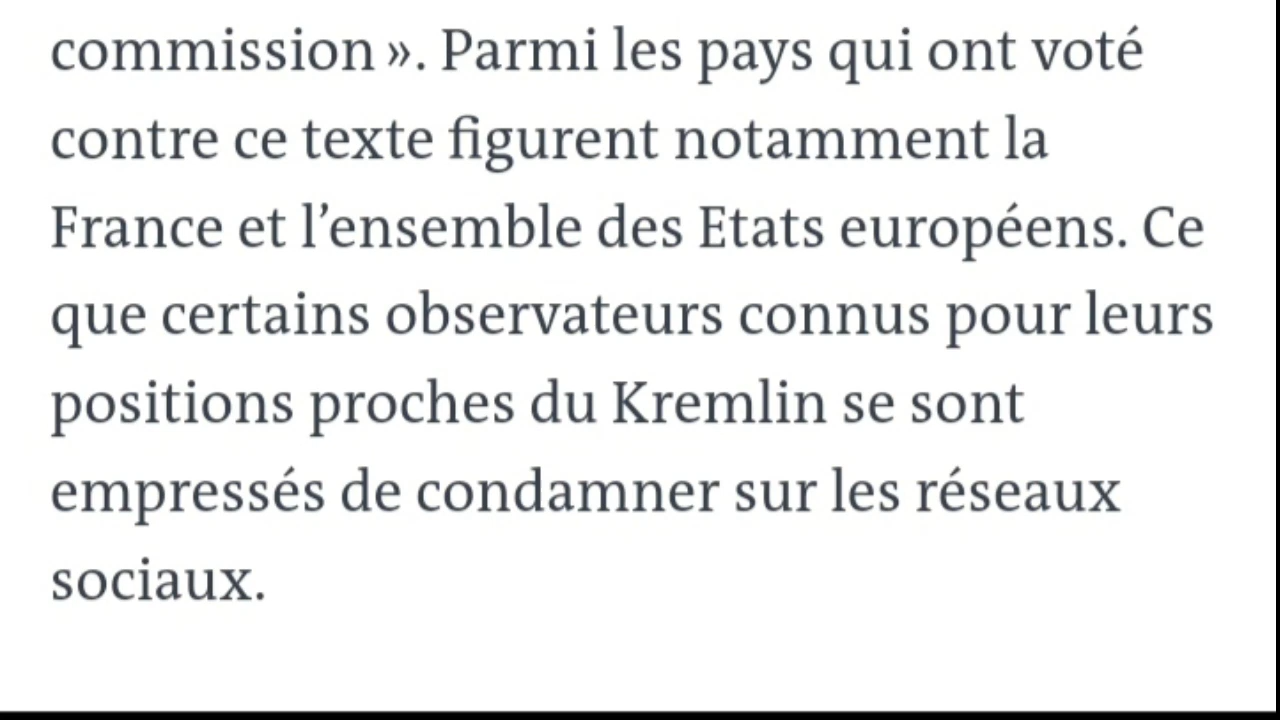 commission ». Parmi les pays qui ont voté
contre ce texte figurent notamment la
France et l’ensemble des Etats européens. Ce
que certains observateurs connus pour leurs
positions proches du Kremlin se sont
empressés de condamner sur les réseaux
sociaux.